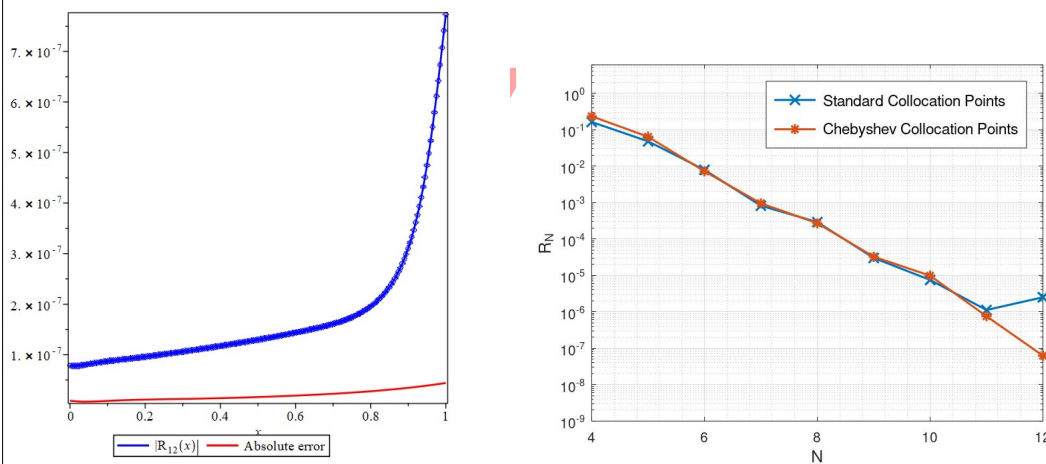 7. × 10⁻⁷
6. × 10⁻⁷
5. × 10⁻⁷
4. × 10⁻⁷
3. × 10⁻⁷
2. × 10⁻⁷
1. × 10⁻⁷
0 0.2 0.4 0.6 0.8 1
x
|R₁₂(x)| Absolute error
Standard Collocation Points
Chebyshev Collocation Points
10⁰
10⁻¹
10⁻²
10⁻³
10⁻⁴
10⁻⁵
10⁻⁶
10⁻⁷
10⁻⁸
10⁻⁹
R_N
4 6 8 10 12
N